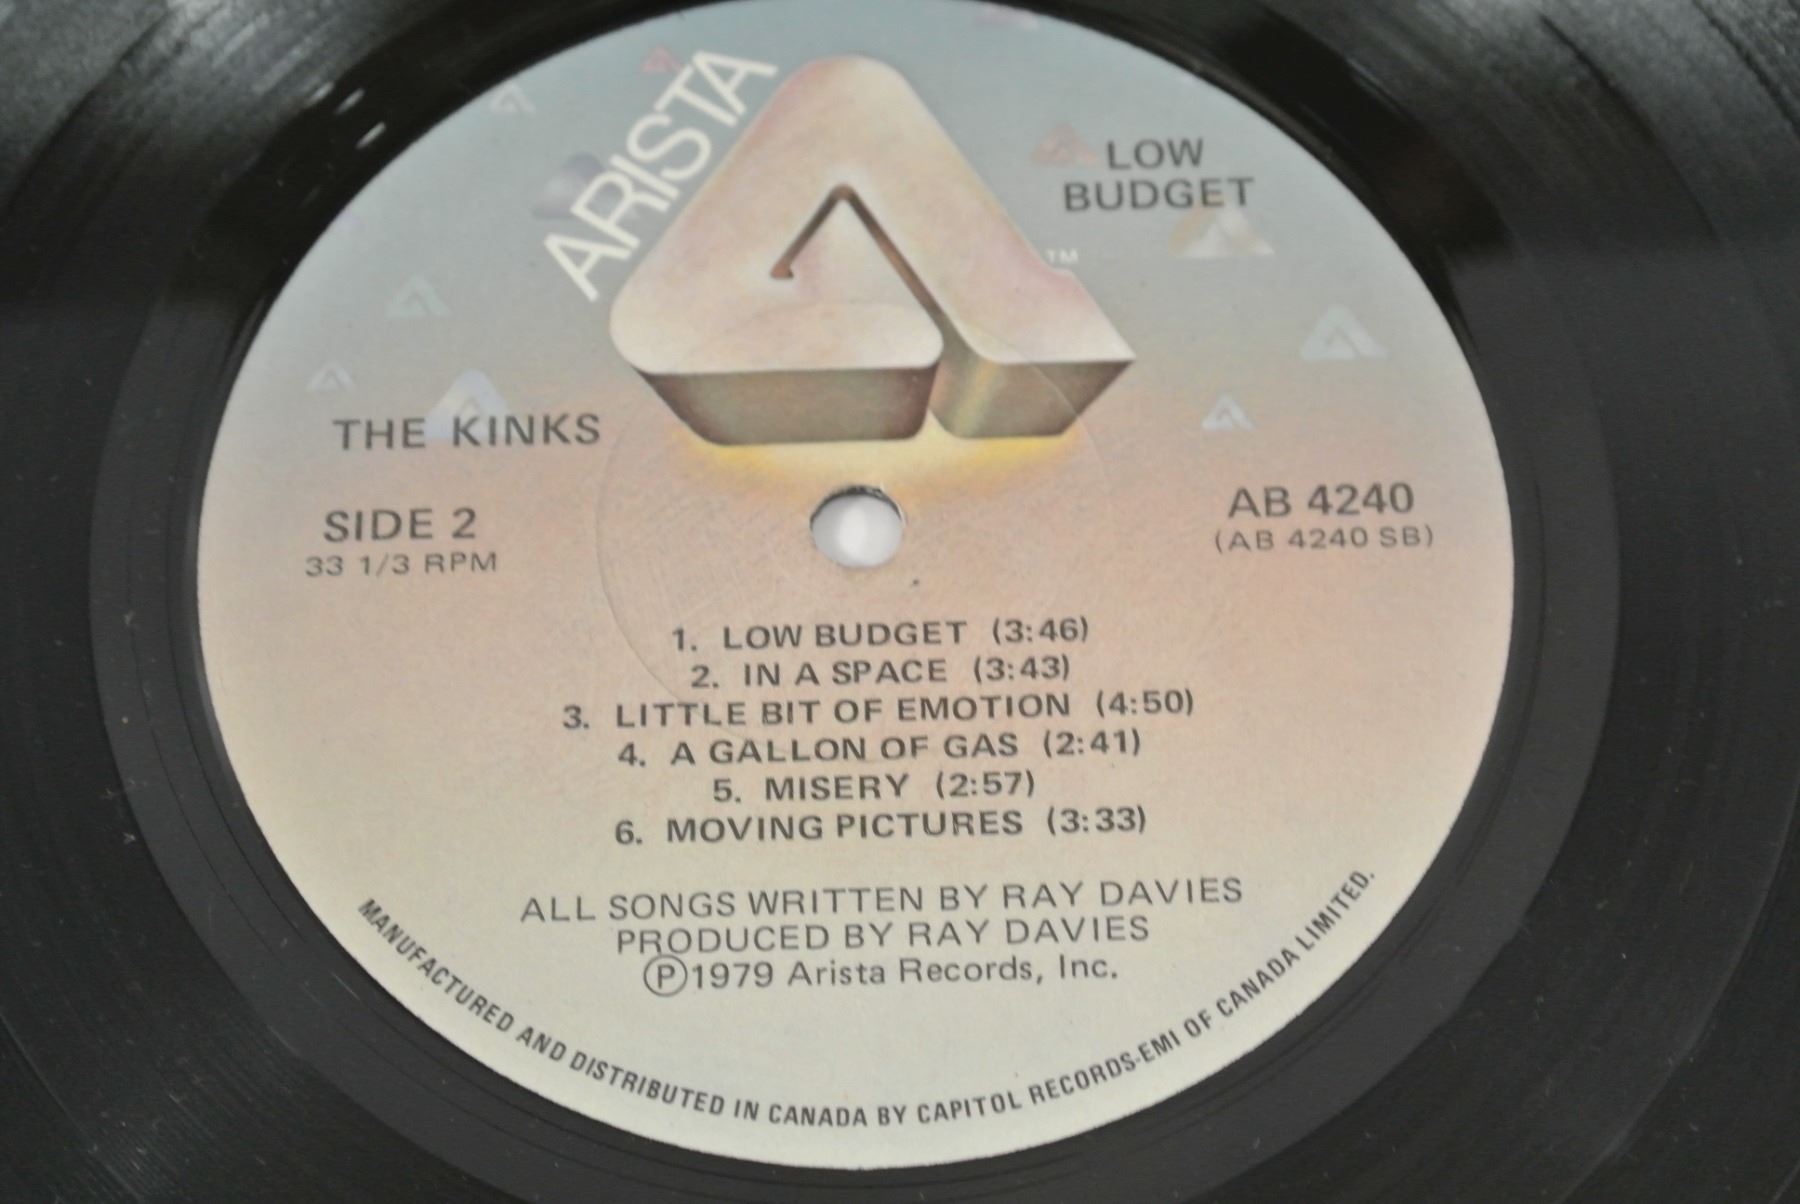 ARISTA
LOW
BUDGET
TM
THE KINKS
SIDE 2
33 1/3 RPM
AB 4240
(AB 4240 SB)
1. LOW BUDGET (3:46)
2. IN A SPACE (3:43)
3. LITTLE BIT OF EMOTION (4:50)
4. A GALLON OF GAS (2:41)
5. MISERY (2:57)
6. MOVING PICTURES (3:33)
ALL SONGS WRITTEN BY RAY DAVIES
PRODUCED BY RAY DAVIES
Ⓟ1979 Arista Records, Inc.
MANUFACTURED AND DISTRIBUTED IN CANADA BY CAPITOL RECORDS-EMI OF CANADA LIMITED.